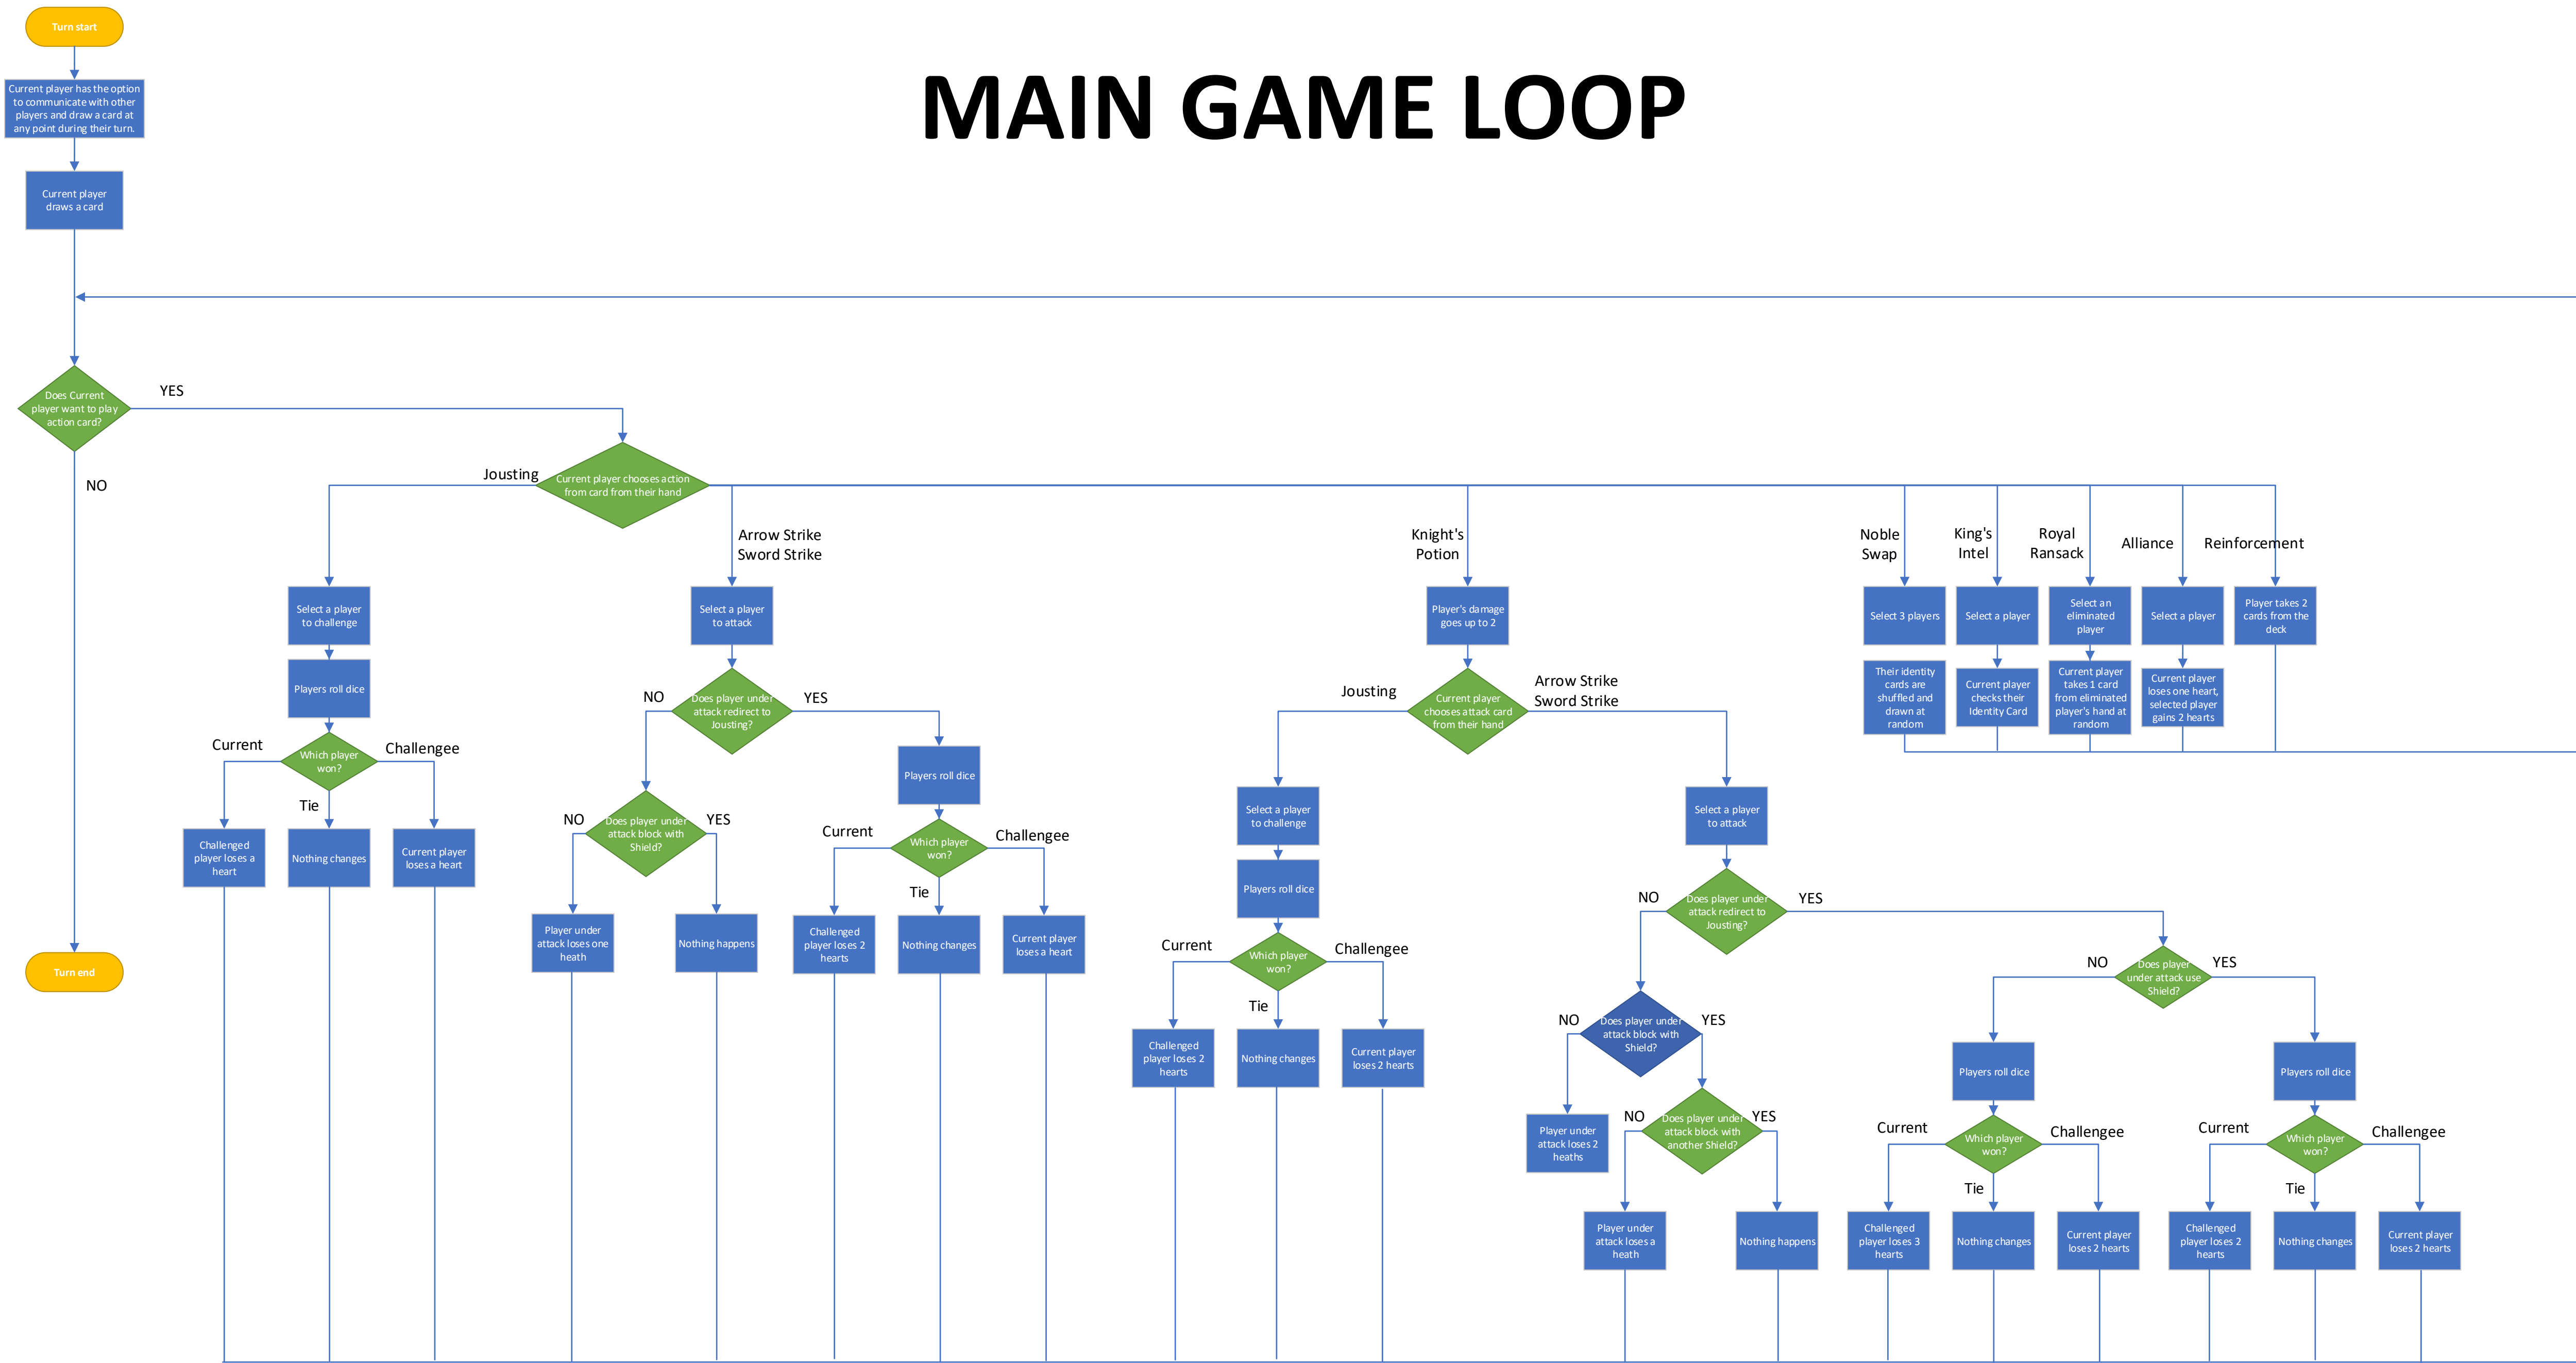 Turn start
MAIN GAME LOOP
Current player has the option
to communicate with other
players and draw a card at
any point during their turn.
Current player
draws a card
Does Current
player want to play
action card?
YES
NO
Turn end
Current player chooses action
from card from their hand
Jousting
Select a player
to challenge
Players roll dice
Which player
won?
Current
Challengee
Tie
Challenged
player loses a
heart
Nothing changes
Current player
loses a heart
Arrow Strike
Sword Strike
Select a player
to attack
Does player under
attack redirect to
Jousting?
NO
YES
Does player under
attack block with
Shield?
NO
YES
Player under
attack loses one
heath
Nothing happens
Players roll dice
Which player
won?
Current
Challengee
Tie
Challenged
player loses 2
hearts
Nothing changes
Current player
loses a heart
Knight's
Potion
Player's damage
goes up to 2
Current player
chooses attack card
from their hand
Jousting
Arrow Strike
Sword Strike
Select a player
to challenge
Players roll dice
Which player
won?
Current
Challengee
Tie
Challenged
player loses 2
hearts
Nothing changes
Current player
loses 2 hearts
Select a player
to attack
Does player under
attack redirect to
Jousting?
NO
YES
Does player under
attack block with
Shield?
NO
YES
Player under
attack loses 2
heaths
Does player under
attack block with
another Shield?
NO
YES
Player under
attack loses a
heath
Nothing happens
Does player
under attack use
Shield?
NO
YES
Players roll dice
Which player
won?
Current
Challengee
Tie
Challenged
player loses 3
hearts
Nothing changes
Current player
loses 2 hearts
Players roll dice
Which player
won?
Current
Challengee
Tie
Challenged
player loses 2
hearts
Nothing changes
Current player
loses 2 hearts
Noble
Swap
Select 3 players
Their identity
cards are
shuffled and
drawn at
random
King's
Intel
Select a player
Current player
checks their
Identity Card
Royal
Ransack
Select an
eliminated
player
Current player
takes 1 card
from eliminated
player's hand at
random
Alliance
Select a player
Current player
loses one heart,
selected player
gains 2 hearts
Reinforcement
Player takes 2
cards from the
deck